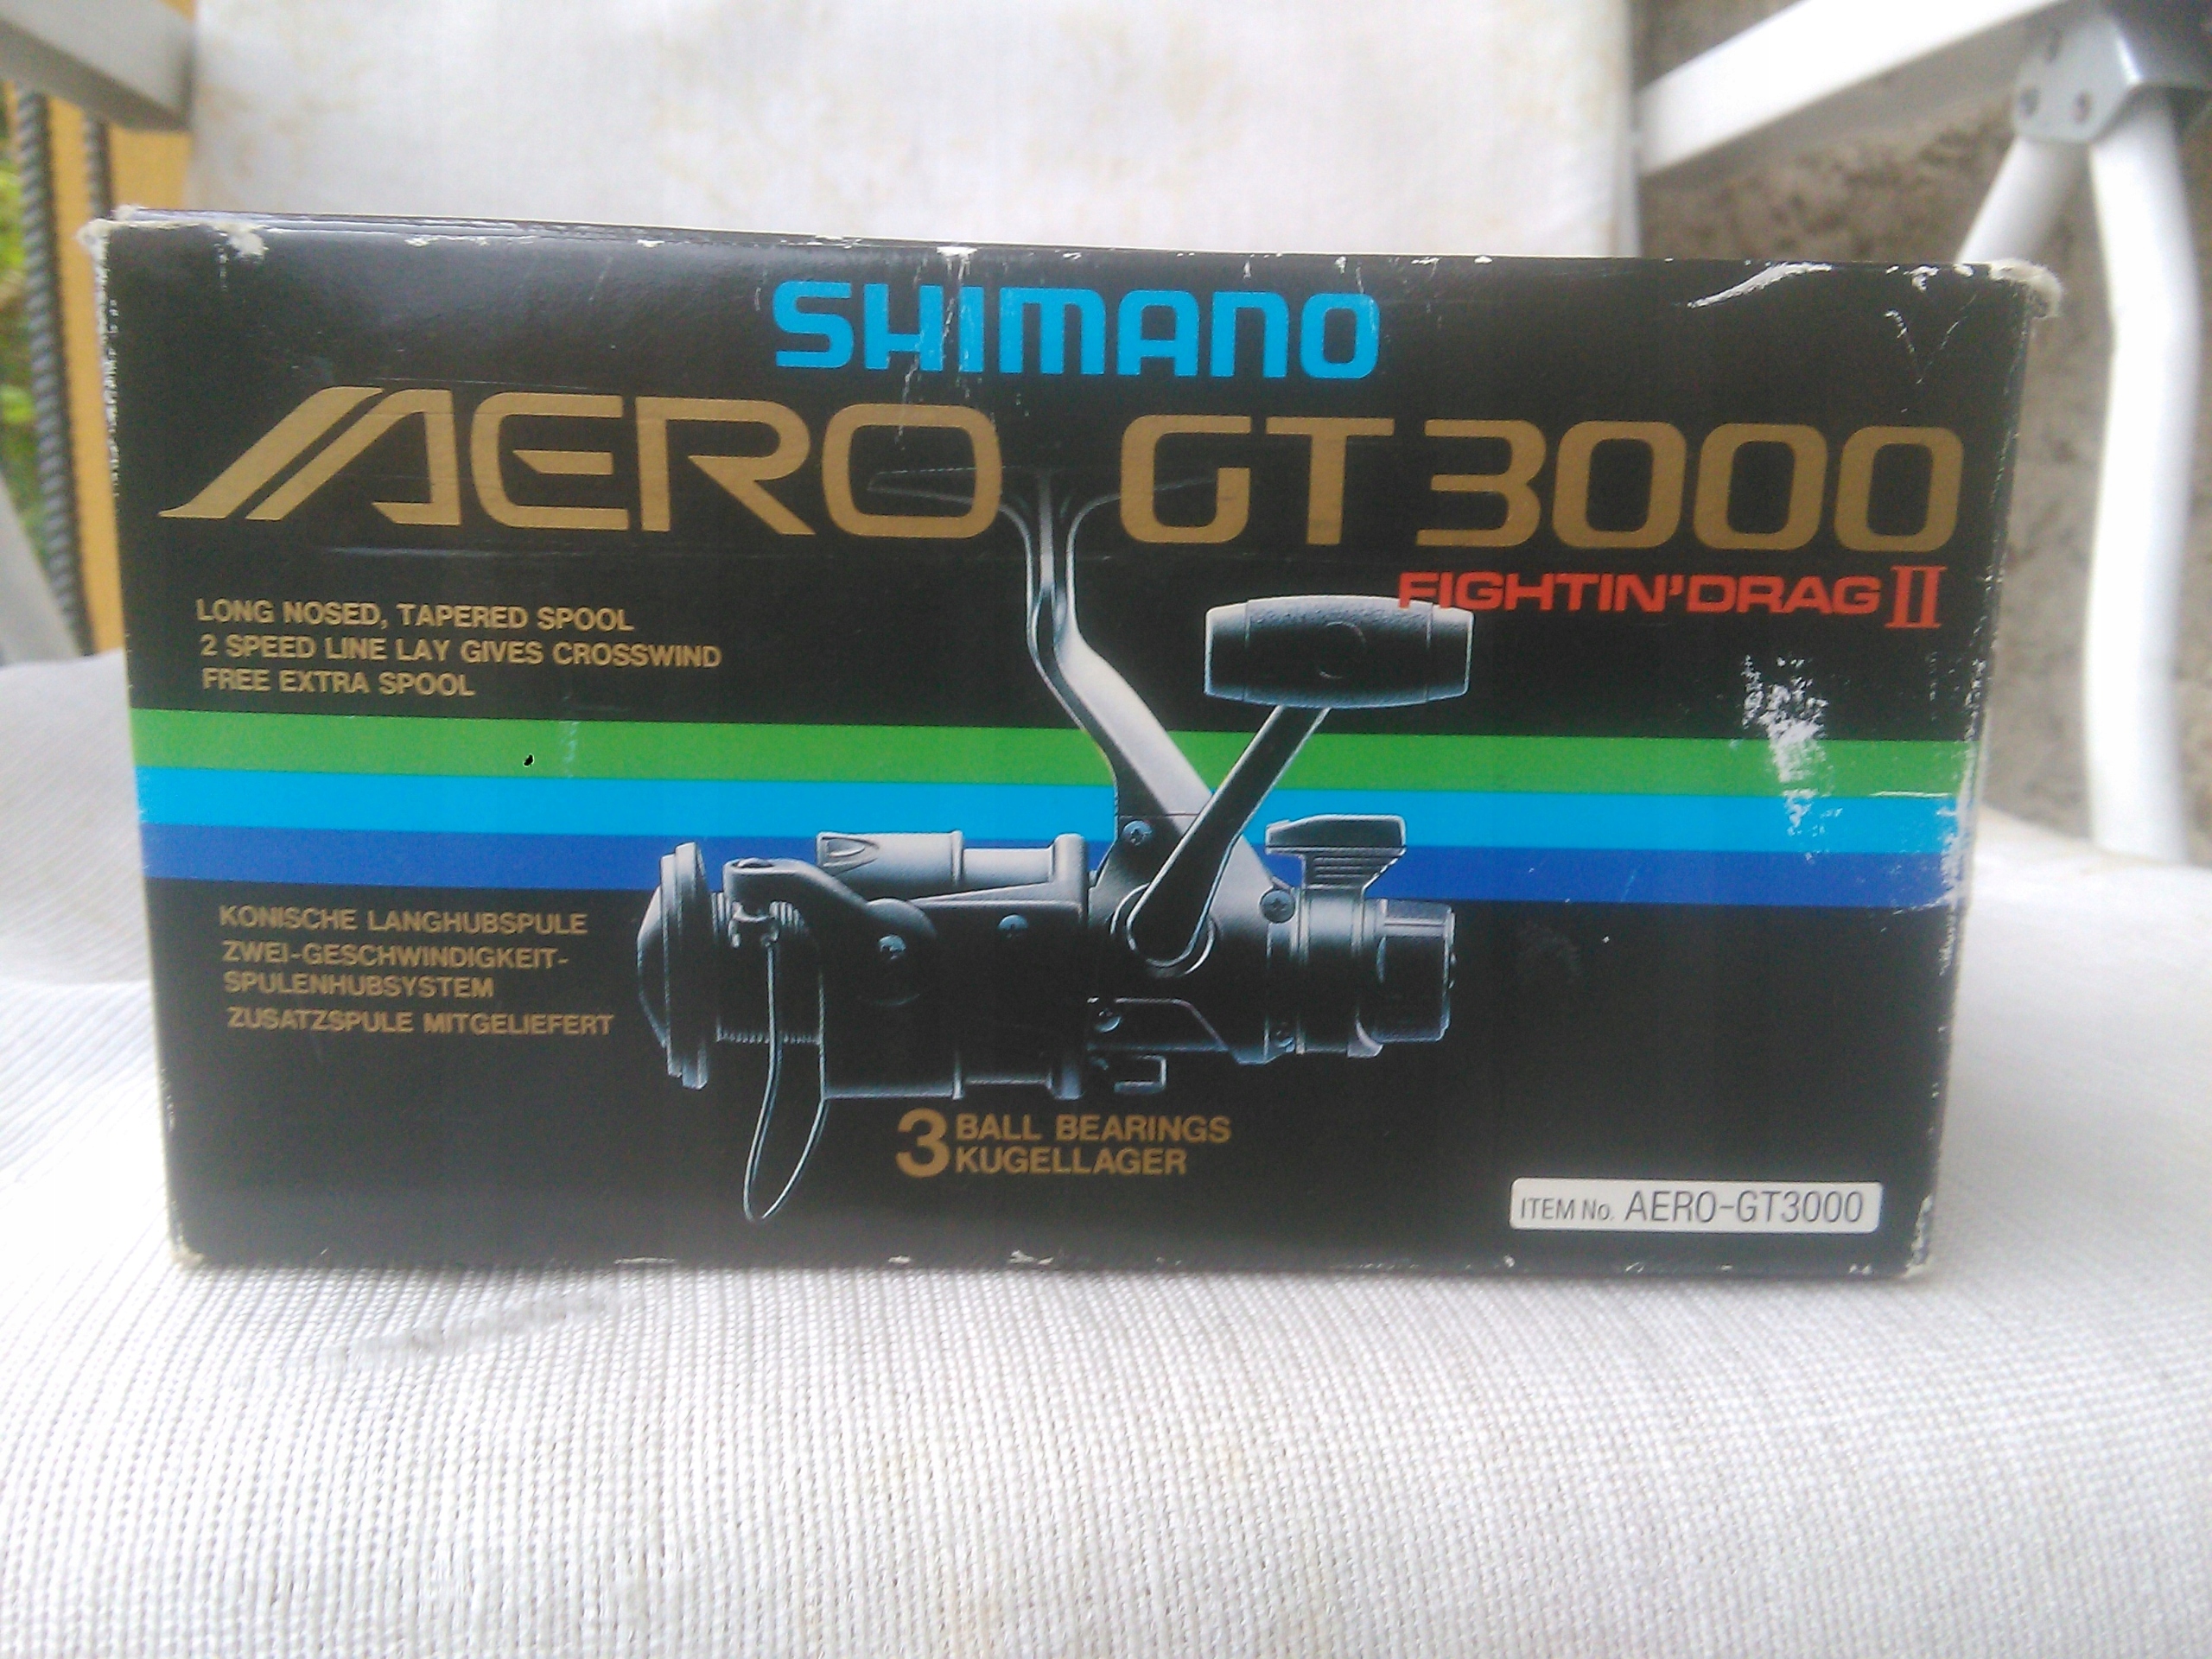 SHIMANO
AERO GT3000
FIGHTIN'DRAG II
LONG NOSED, TAPERED SPOOL
2 SPEED LINE LAY GIVES CROSSWIND
FREE EXTRA SPOOL
KONISCHE LANGHUBSPULE
ZWEI-GESCHWINDIGKEIT-
SPULENHUBSYSTEM
ZUSATZSPULE MITGELIEFERT
3 BALL BEARINGS
KUGELLAGER
ITEM No. AERO-GT3000